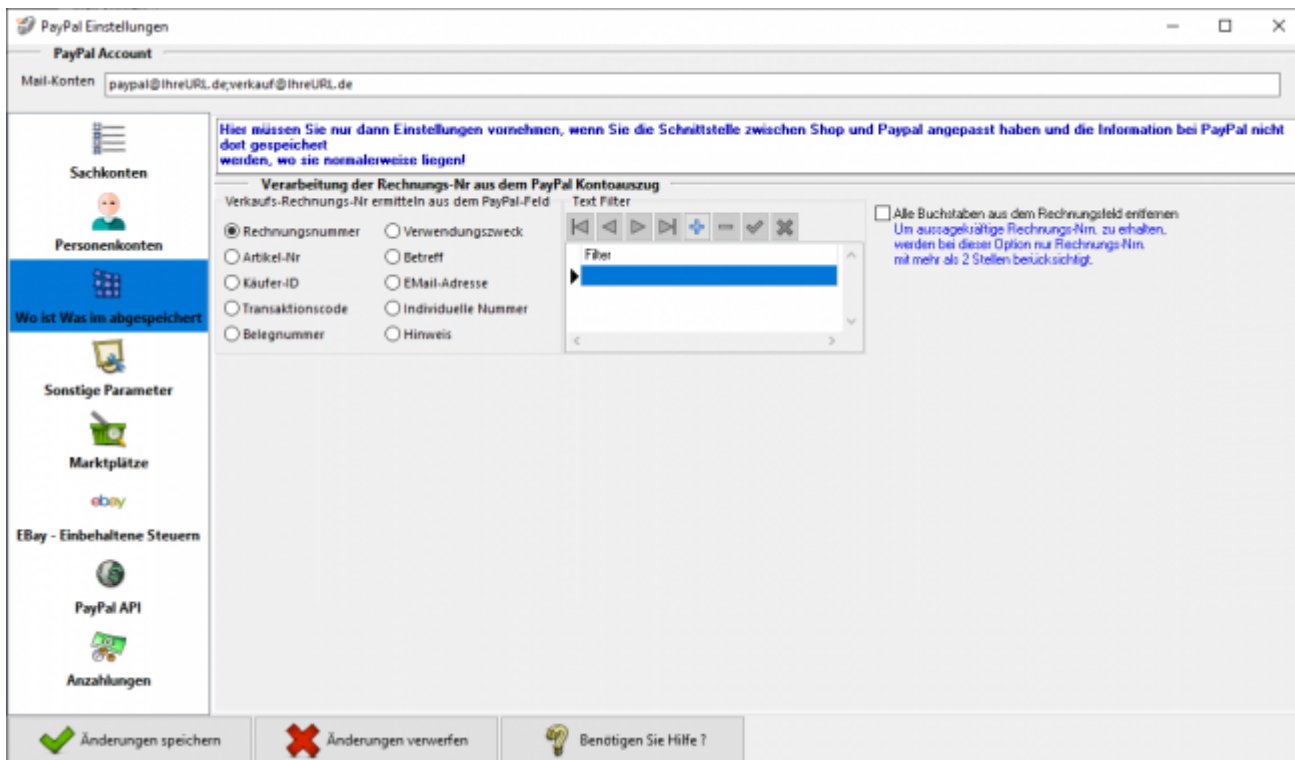 PayPal Einstellungen
PayPal Account
Mail-Konten
paypal@IhreURL.de;verkauf@IhreURL.de
Hier müssen Sie nur dann Einstellungen vornehmen, wenn Sie die Schnittstelle zwischen Shop und Paypal angepasst haben und die Information bei PayPal nicht
dort gespeichert
werden, wo sie normalerweise liegen!
Sachkonten
Personenkonten
Wo ist Was im abgespeichert
Sonstige Parameter
Marktplätze
ebay
EBay - Einbehaltene Steuern
PayPal API
Anzahlungen
Verarbeitung der Rechnungs-Nr aus dem PayPal Kontoauszug
Verkaufs-Rechnungs-Nr ermitteln aus dem PayPal-Feld
Rechnungsnummer
Verwendungszweck
Artikel-Nr
Betreff
Käufer-ID
EMail-Adresse
Transaktionscode
Individuelle Nummer
Belegnummer
Hinweis
Text Filter
Filter
Alle Buchstaben aus dem Rechnungsfeld entfernen
Um aussagekräftige Rechnungs-Nrn. zu erhalten,
werden bei dieser Option nur Rechnungs-Nrn.
mit mehr als 2 Stellen berücksichtigt.
Änderungen speichern
Änderungen verwerfen
Benötigen Sie Hilfe ?